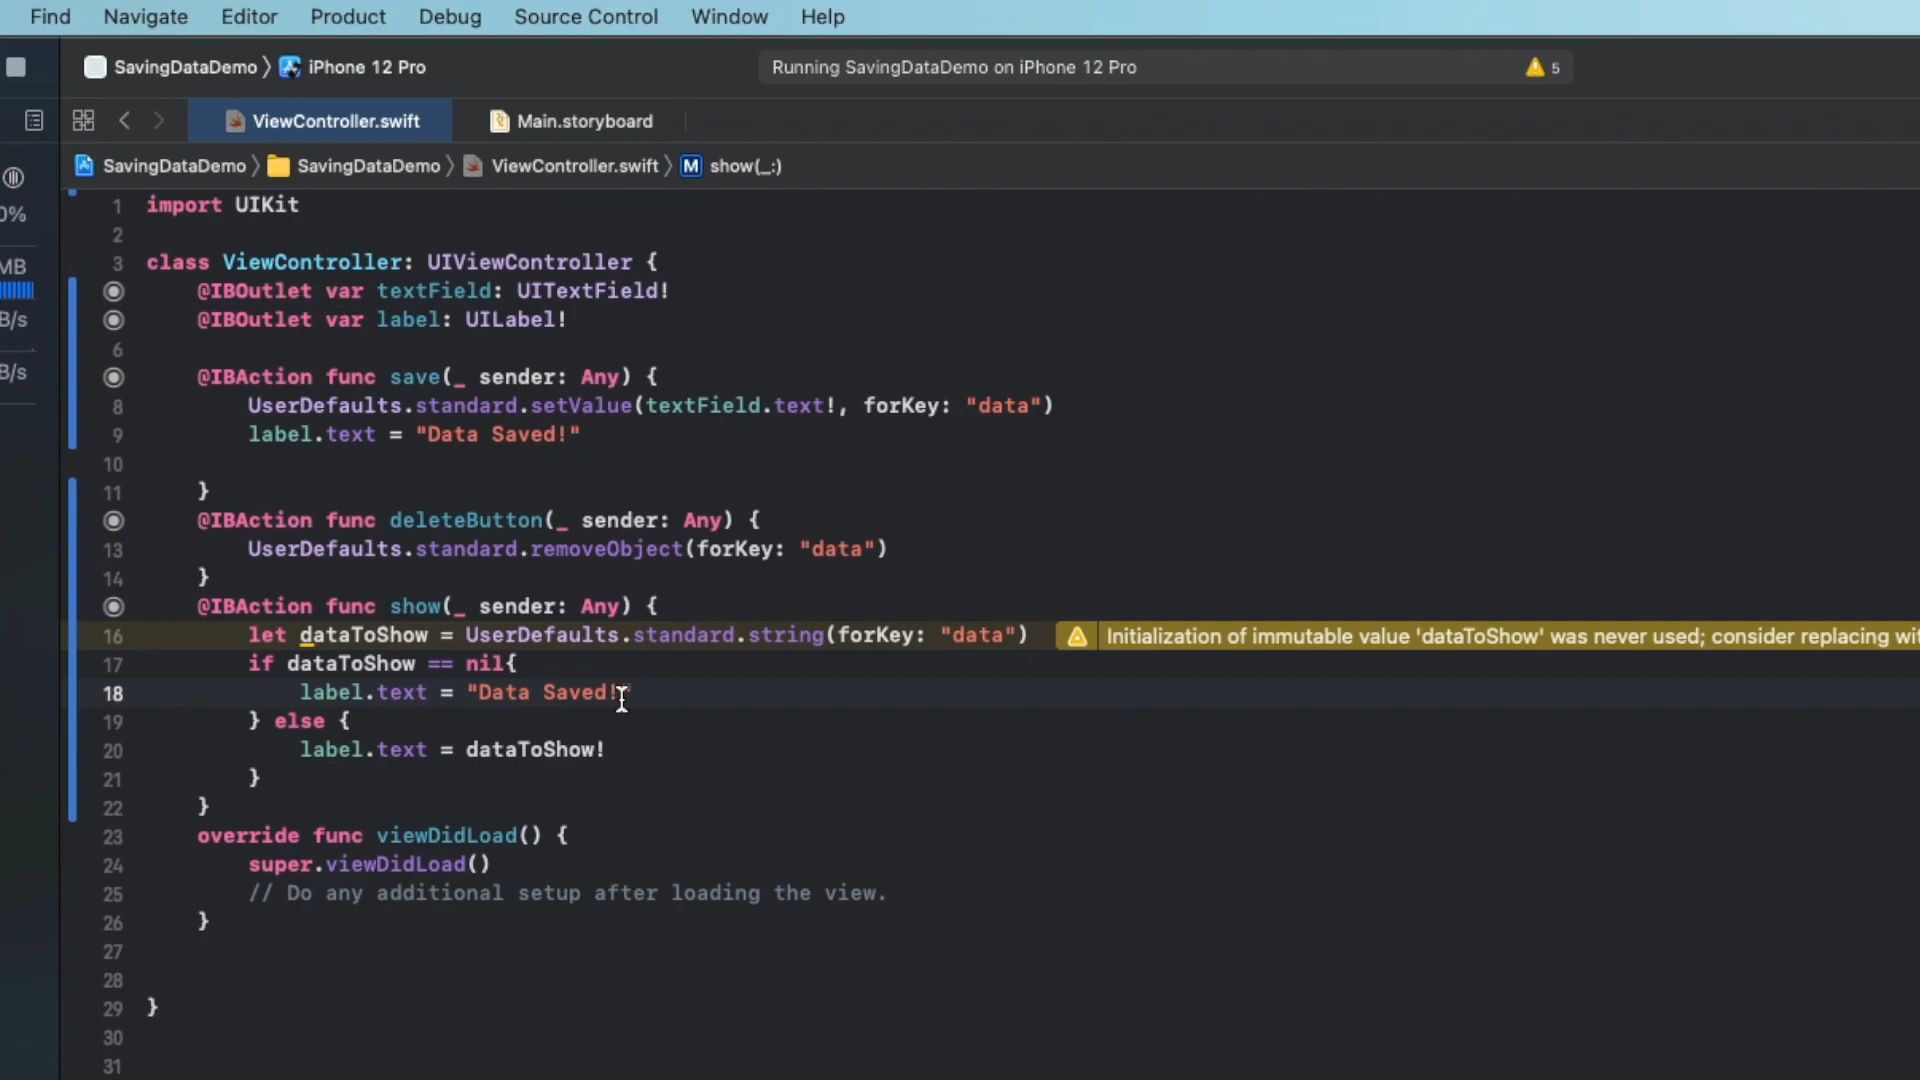 Find Navigate Editor Product Debug Source Control Window Help
SavingDataDemo 〉 iPhone 12 Pro
Running SavingDataDemo on iPhone 12 Pro
5
ViewController.swift
Main.storyboard
SavingDataDemo 〉 SavingDataDemo 〉 ViewController.swift 〉 M show(_:)
0%
MB
B/s
B/s
1 import UIKit
2
3 class ViewController: UIViewController {
@IBOutlet var textField: UITextField!
@IBOutlet var label: UILabel!
6
@IBAction func save(_ sender: Any) {
8 UserDefaults.standard.setValue(textField.text!, forKey: "data")
9 label.text = "Data Saved!"
10
11 }
@IBAction func deleteButton(_ sender: Any) {
13 UserDefaults.standard.removeObject(forKey: "data")
14 }
@IBAction func show(_ sender: Any) {
16 let dataToShow = UserDefaults.standard.string(forKey: "data") Initialization of immutable value 'dataToShow' was never used; consider replacing wit
17 if dataToShow == nil{
18 label.text = "Data Saved!"
19 } else {
20 label.text = dataToShow!
21 }
22 }
23 override func viewDidLoad() {
24 super.viewDidLoad()
25 // Do any additional setup after loading the view.
26 }
27
28
29 }
30
31